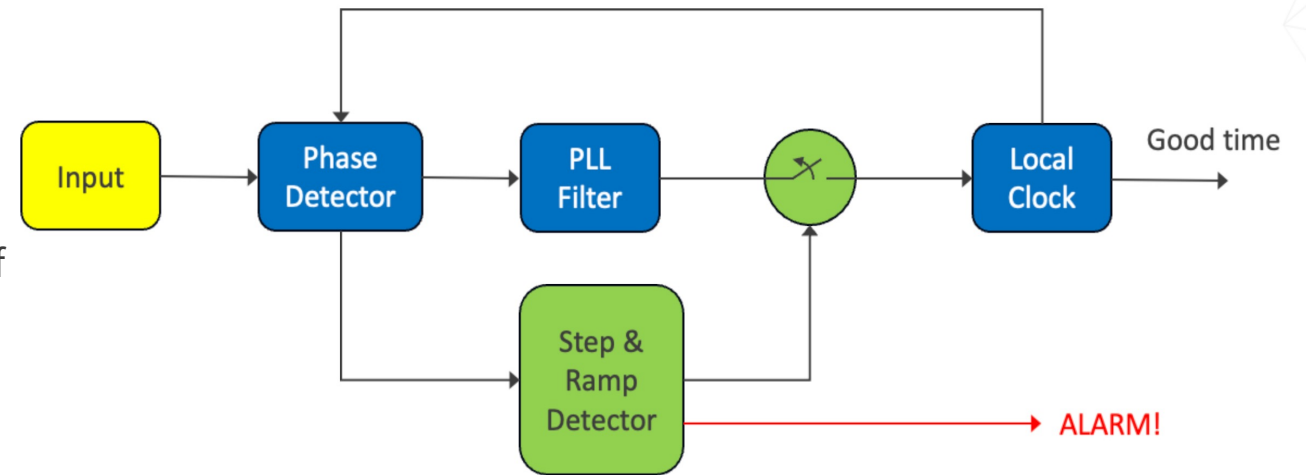 Input
Phase
Detector
PLL
Filter
Local
Clock
Good time
f
Step &
Ramp
Detector
ALARM!